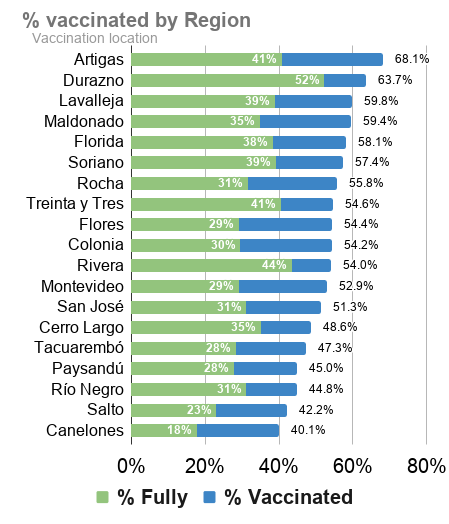 % vaccinated by Region
Vaccination location
Artigas 41% 68.1%
Durazno 52% 63.7%
Lavalleja 39% 59.8%
Maldonado 35% 59.4%
Florida 38% 58.1%
Soriano 39% 57.4%
Rocha 31% 55.8%
Treinta y Tres 41% 54.6%
Flores 29% 54.4%
Colonia 30% 54.2%
Rivera 44% 54.0%
Montevideo 29% 52.9%
San José 31% 51.3%
Cerro Largo 35% 48.6%
Tacuarembó 28% 47.3%
Paysandú 28% 45.0%
Río Negro 31% 44.8%
Salto 23% 42.2%
Canelones 18% 40.1%
0% 20% 40% 60% 80%
% Fully % Vaccinated